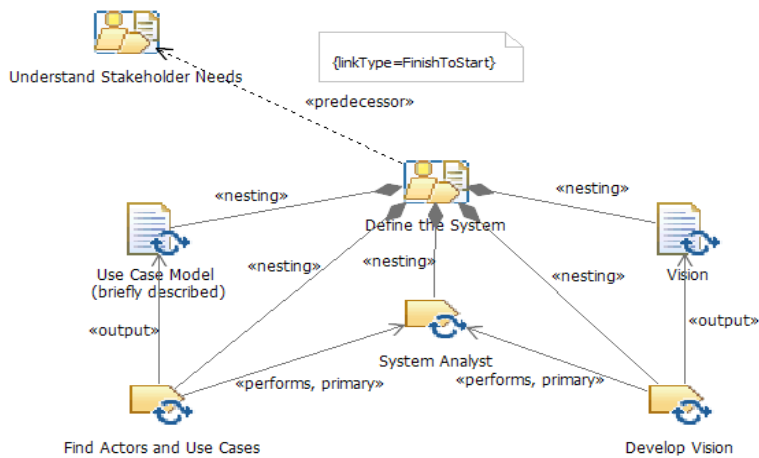 Understand Stakeholder Needs
{linkType=FinishToStart}
«predecessor»
«nesting»
«nesting»
Define the System
Use Case Model
(briefly described)
«nesting»
«nesting»
«nesting»
Vision
«output»
«output»
System Analyst
«performs, primary»
«performs, primary»
Find Actors and Use Cases
Develop Vision